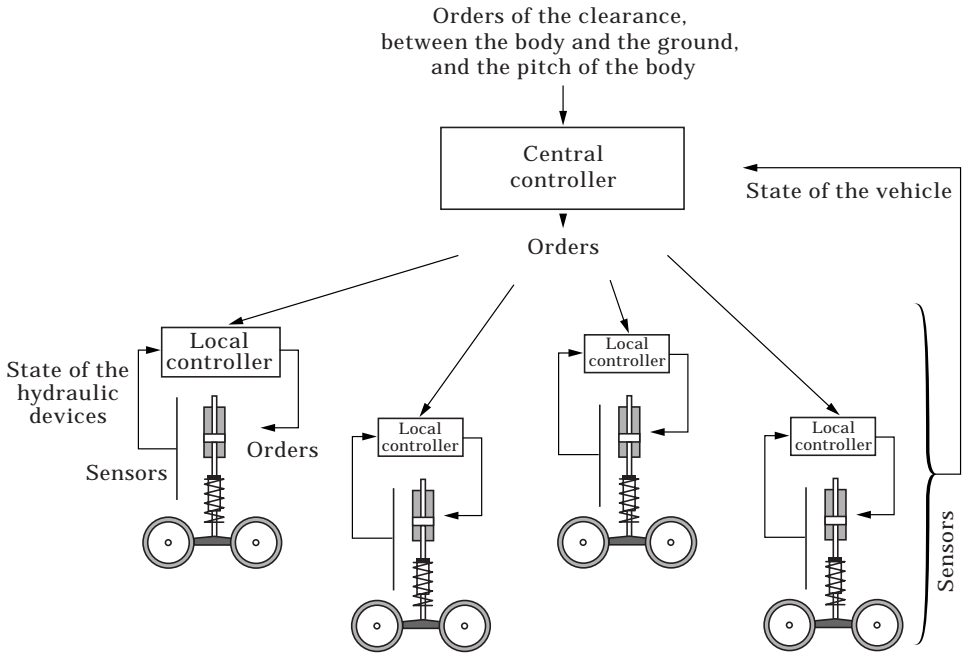 Orders of the clearance,
between the body and the ground,
and the pitch of the body
Central
controller
State of the vehicle
Orders
Local
controller
State of the
hydraulic
devices
Sensors
Orders
Local
controller
Local
controller
Local
controller
Sensors